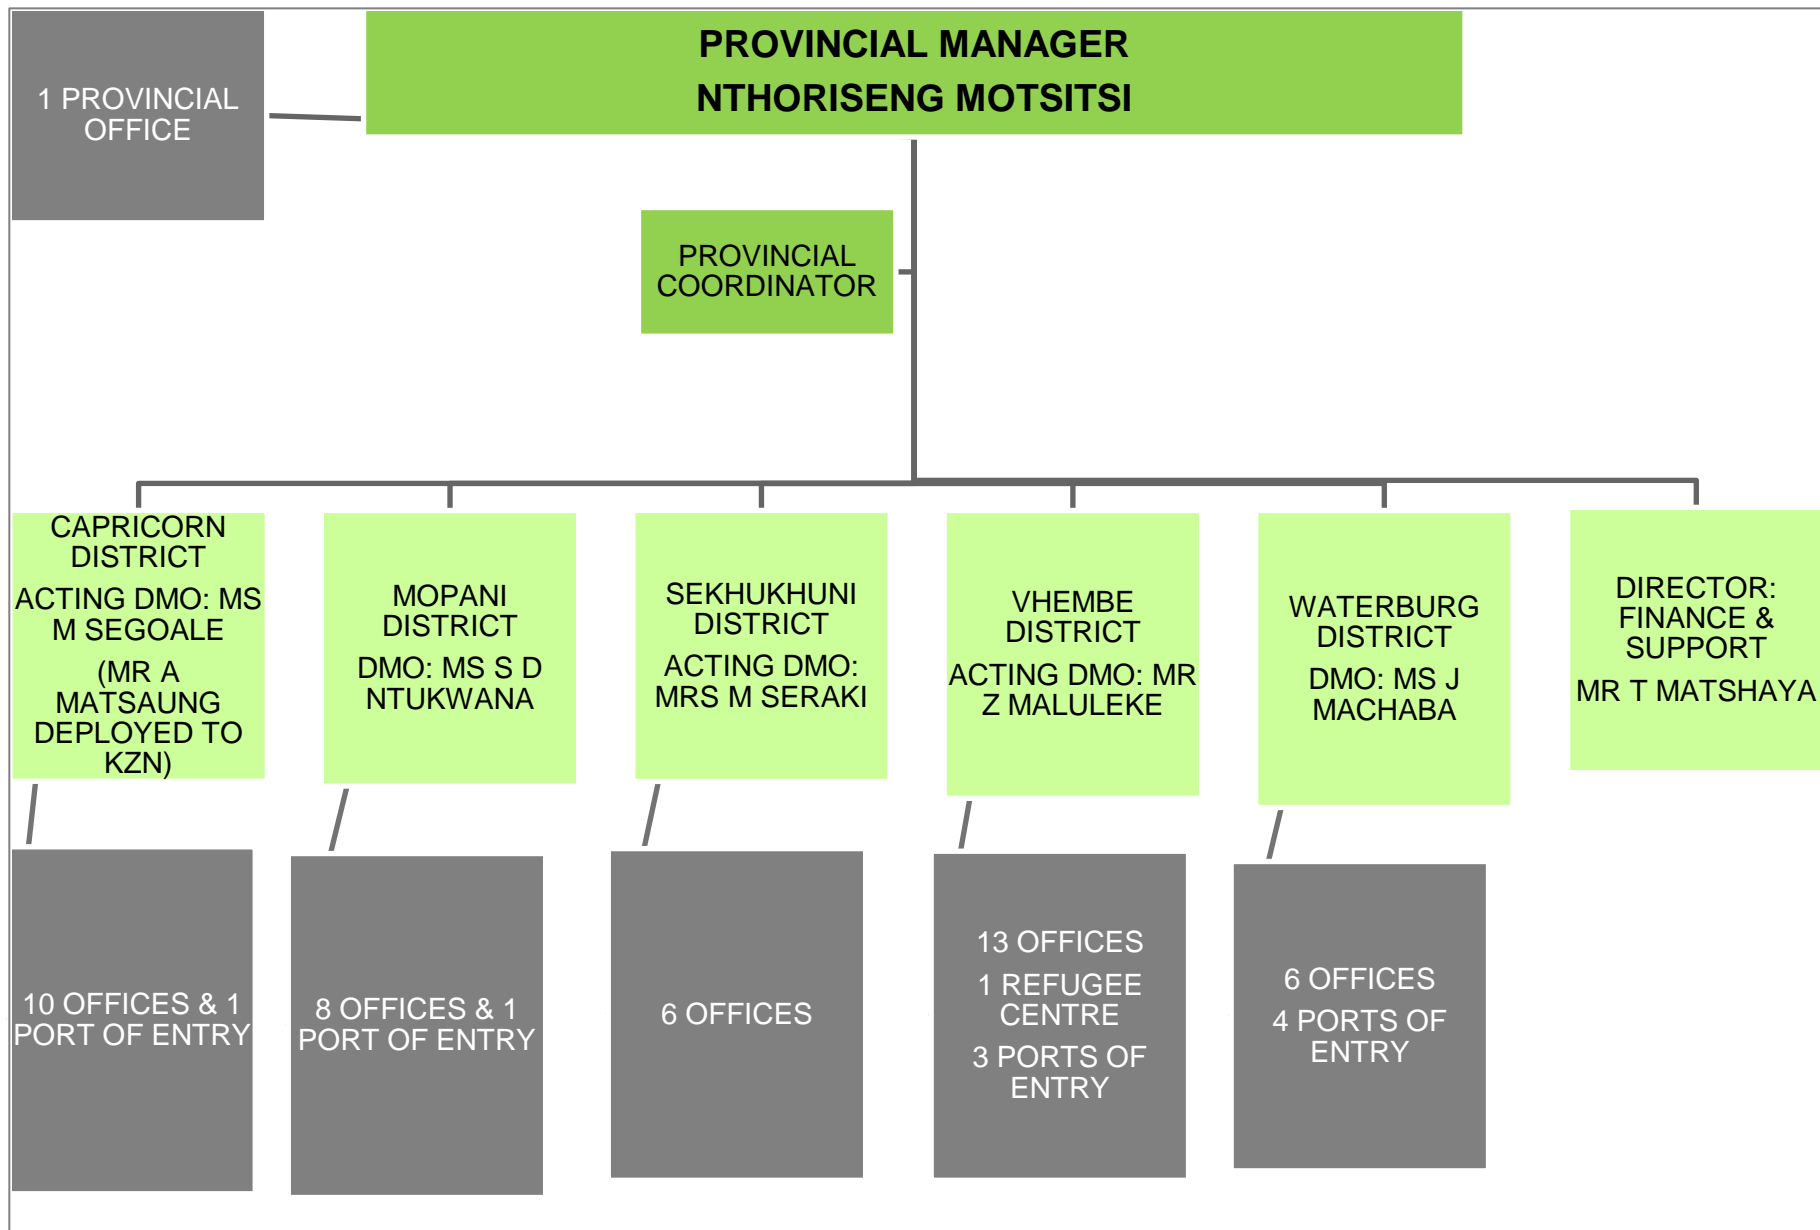 1 PROVINCIAL
OFFICE
PROVINCIAL MANAGER
NTHORISENG MOTSITSI
PROVINCIAL
COORDINATOR
CAPRICORN
DISTRICT
ACTING DMO: MS
M SEGOALE
(MR A
MATSAUNG
DEPLOYED TO
KZN)
MOPANI
DISTRICT
DMO: MS S D
NTUKWANA
SEKHUKHUNI
DISTRICT
ACTING DMO:
MRS M SERAKI
VHEMBE
DISTRICT
ACTING DMO: MR
Z MALULEKE
WATERBURG
DISTRICT
DMO: MS J
MACHABA
DIRECTOR:
FINANCE &
SUPPORT
MR T MATSHAYA
10 OFFICES & 1
PORT OF ENTRY
8 OFFICES & 1
PORT OF ENTRY
6 OFFICES
13 OFFICES
1 REFUGEE
CENTRE
3 PORTS OF
ENTRY
6 OFFICES
4 PORTS OF
ENTRY